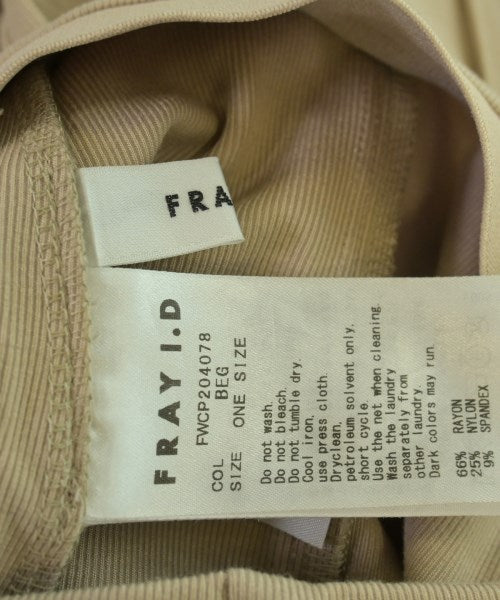 FRA
FRAY I.D
FWCP204078
COL BEG
SIZE ONE SIZE
Do not wash.
Do not bleach.
Do not tumble dry.
Cool iron.
use press cloth.
Dryclean.
petroleum solvent only.
short cycle.
Use the net when cleaning.
Wash the laundry
separately from
other laundry.
Dark colors may run.
66% RAYON
25% NYLON
9% SPANDEX